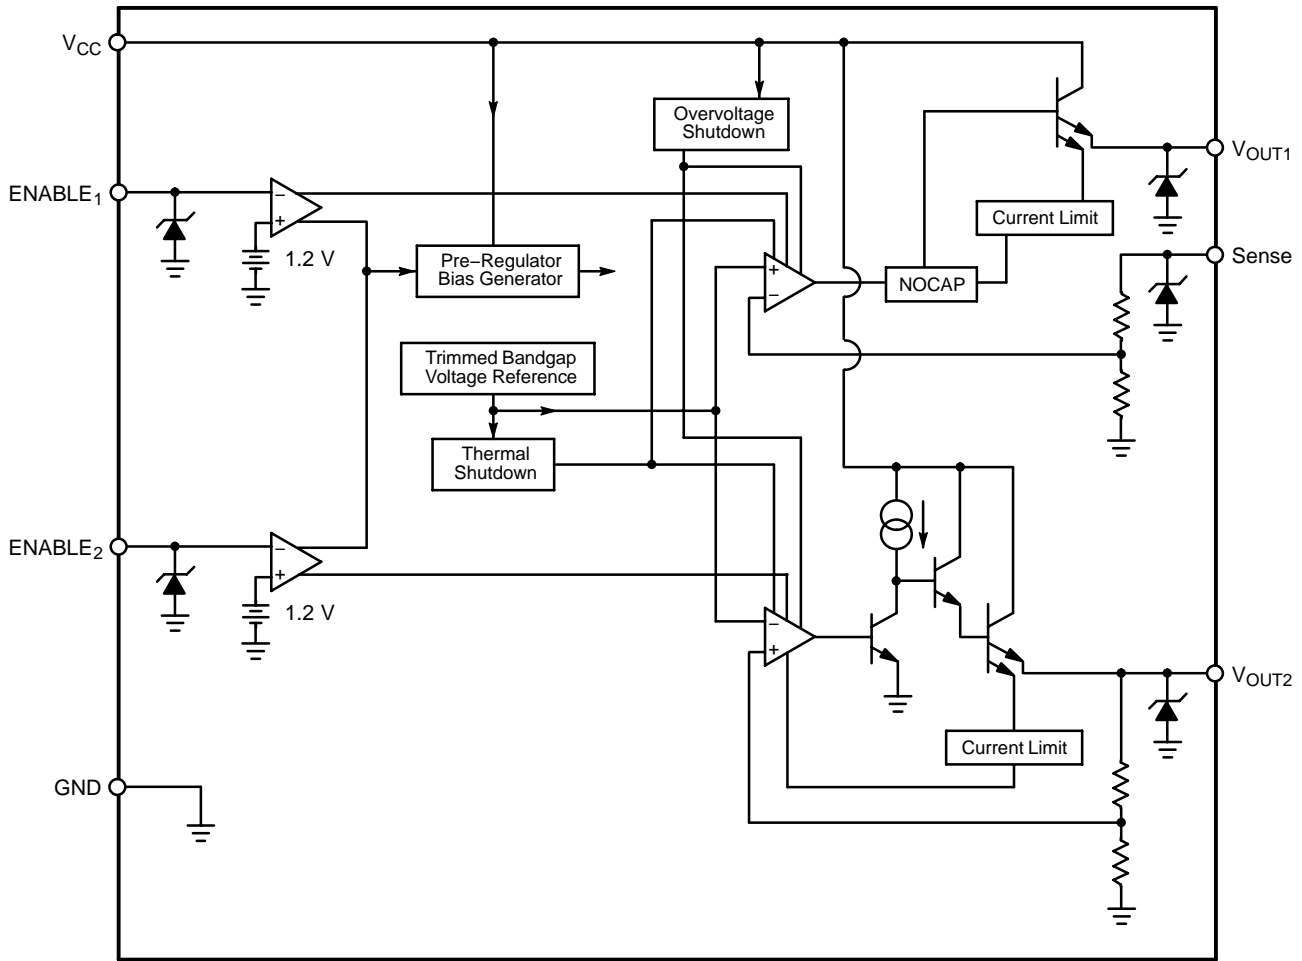 VCC
Overvoltage
Shutdown
VOUT1
ENABLE1
−
+
1.2 V
Current Limit
Pre−Regulator
Bias Generator
+
−
NOCAP
Sense
Trimmed Bandgap
Voltage Reference
Thermal
Shutdown
ENABLE2
−
+
1.2 V
−
+
VOUT2
Current Limit
GND